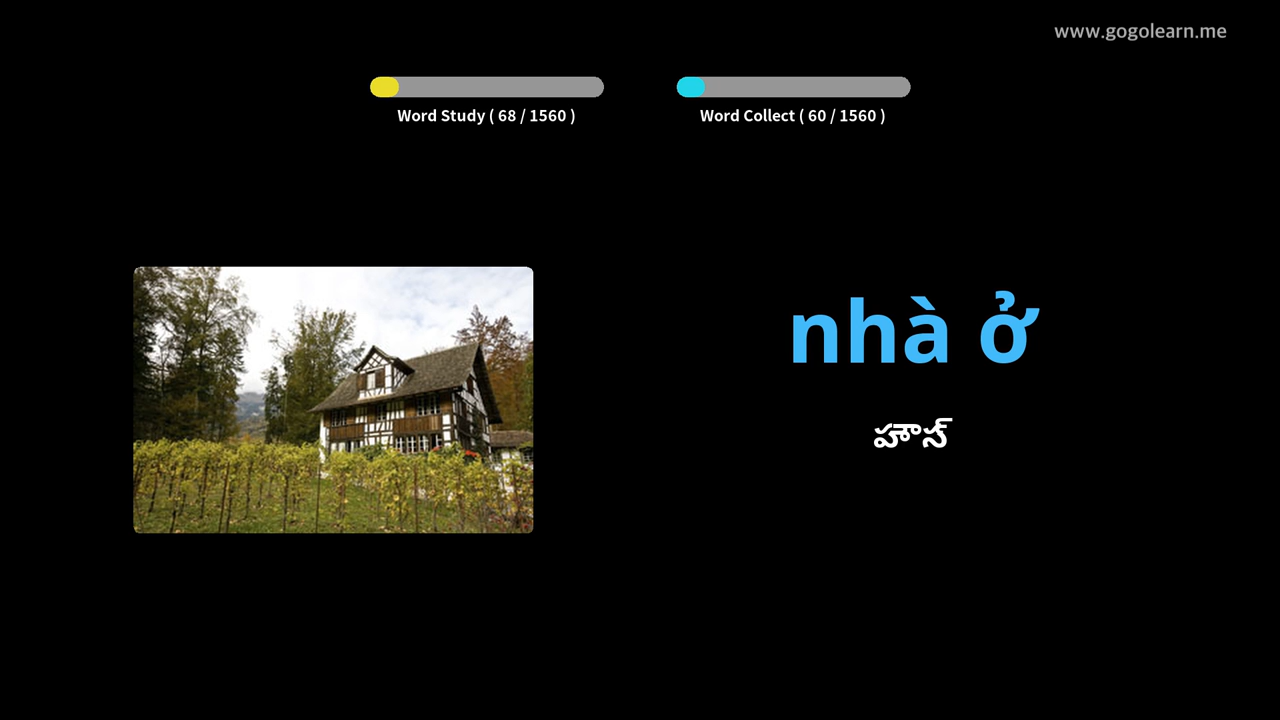 www.gogolearn.me
Word Study ( 68 / 1560 )
Word Collect ( 60 / 1560 )
nhà ở
హౌస్